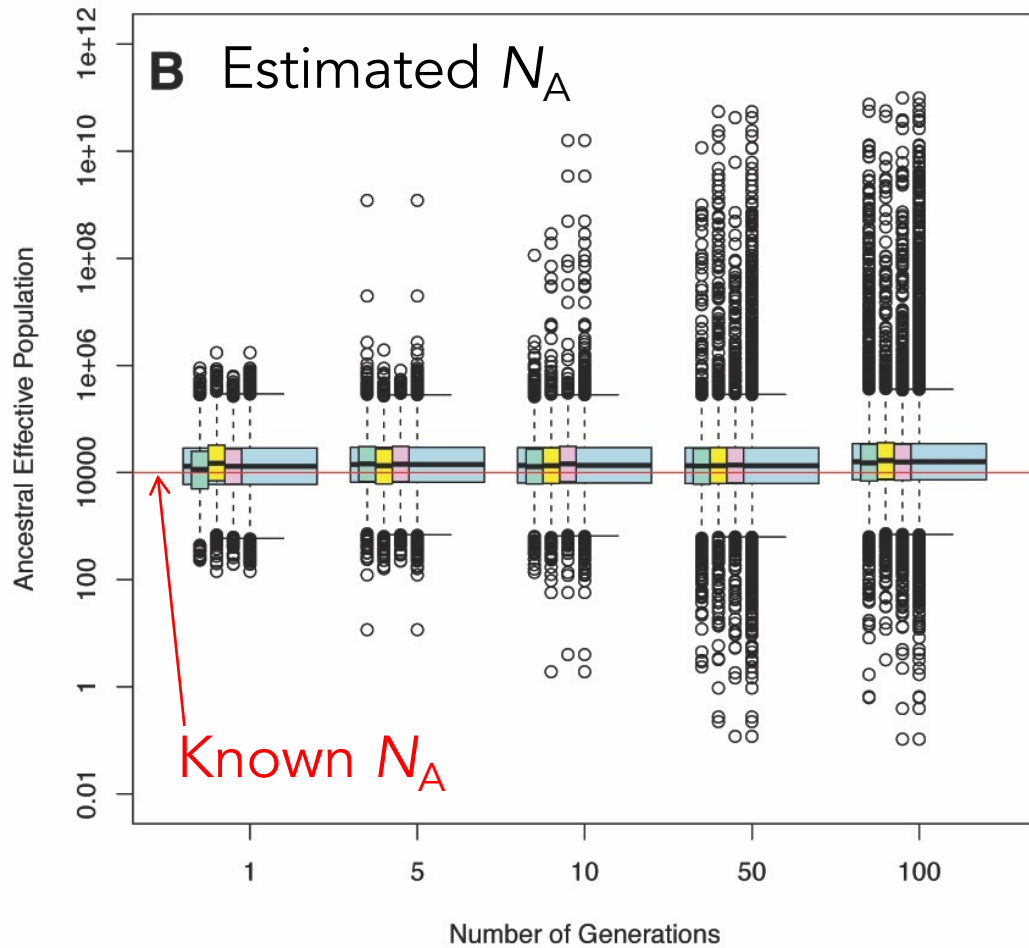 B Estimated NA
1e+12
1e+10
1e+08
1e+06
10000
100
1
0.01
Ancestral Effective Population
Known NA
1 5 10 50 100
Number of Generations